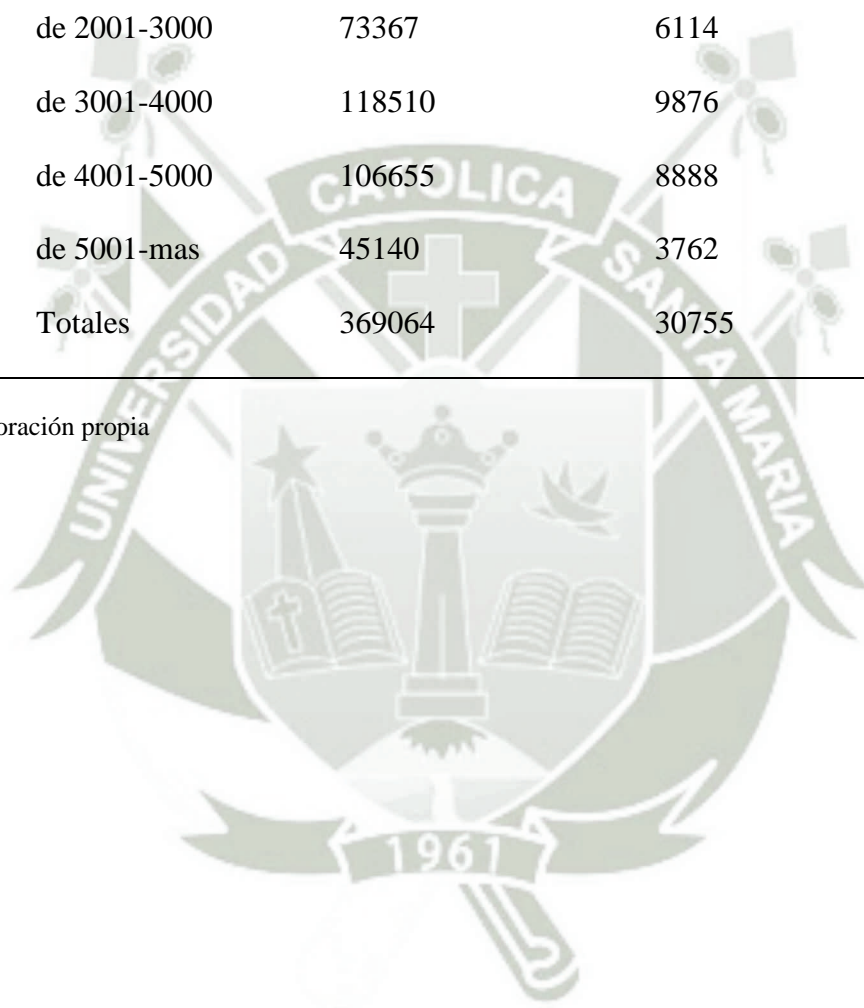 de 2001-3000 73367 6114
de 3001-4000 118510 9876
de 4001-5000 106655 8888
de 5001-mas 45140 3762
Totales 369064 30755
oración propia
UNIVERSIDAD CATOLICA SANTA MARIA
1961